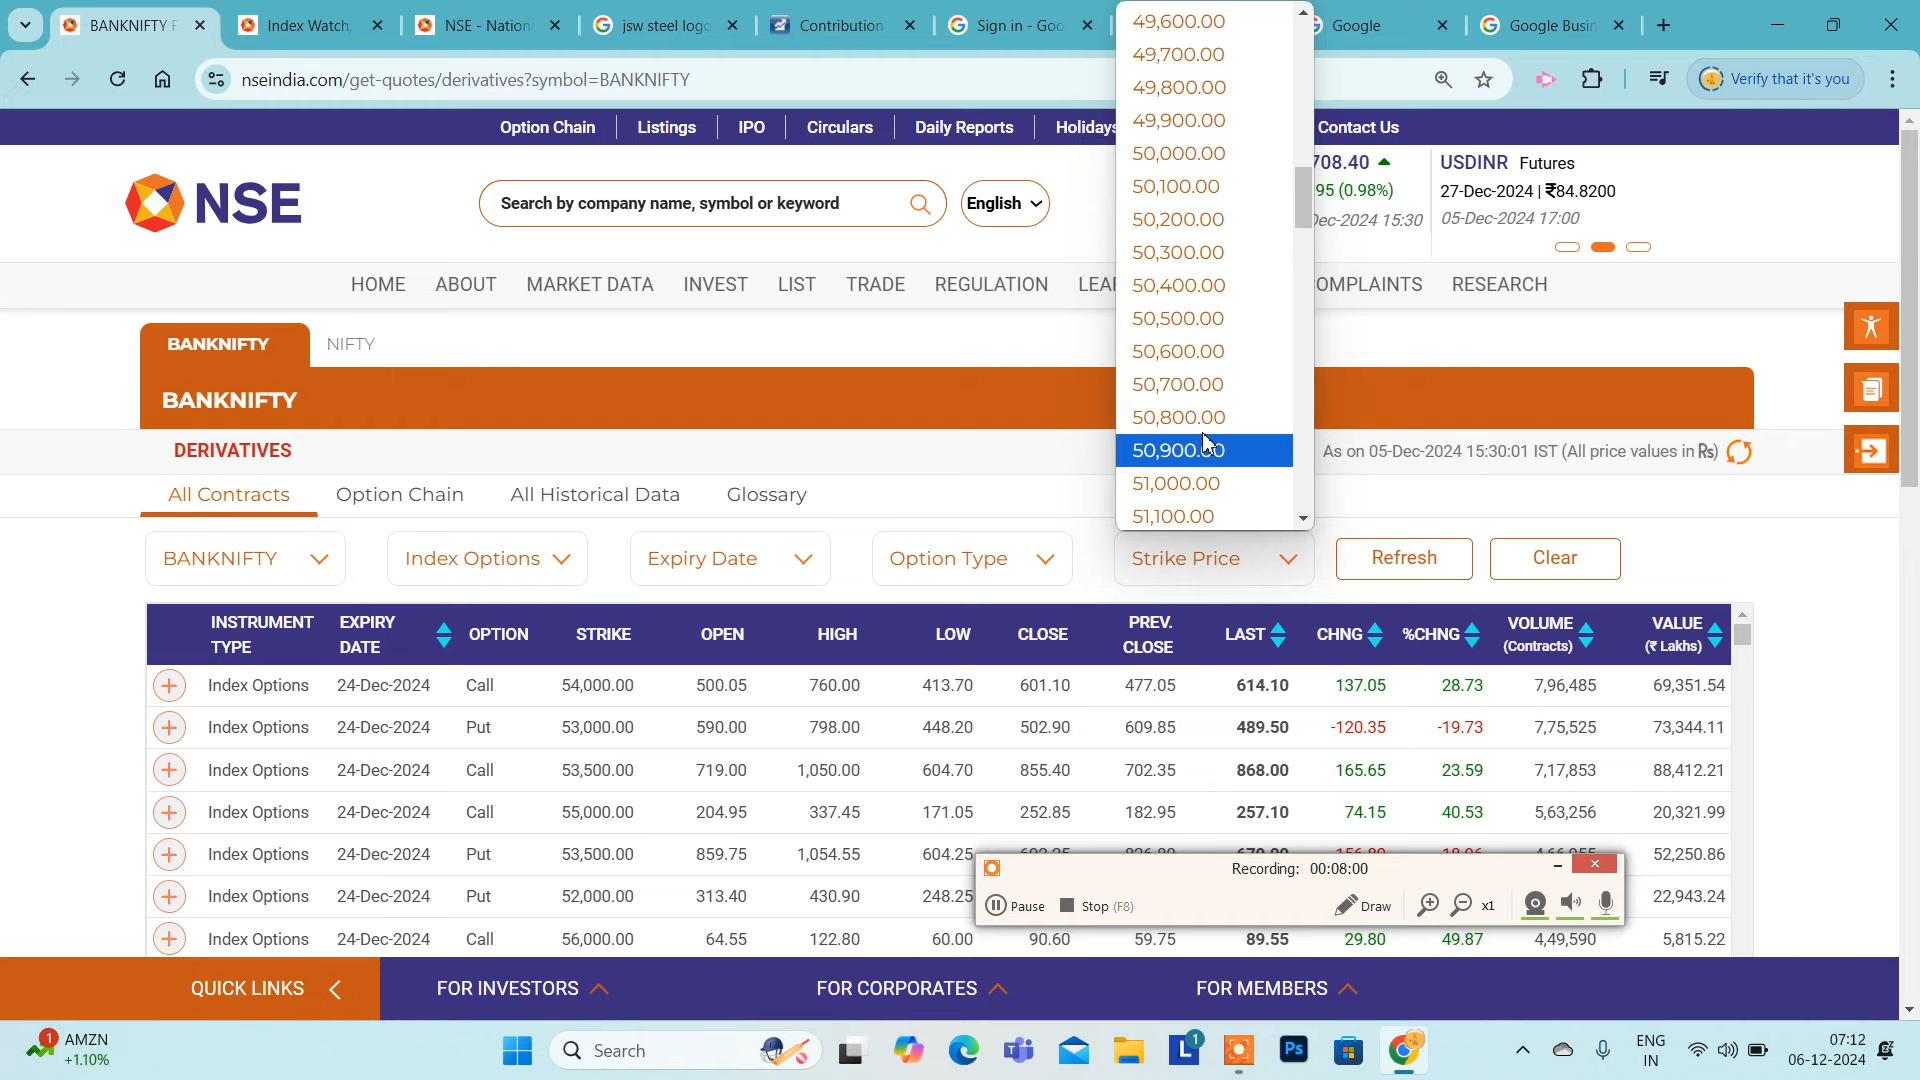 BANKNIFTY F
Index Watch,
NSE - Nation
jsw steel logo
Contribution
Sign in - Goo
Google
Google Busin
nseindia.com/get-quotes/derivatives?symbol=BANKNIFTY
Verify that it's you
Option Chain
Listings
IPO
Circulars
Daily Reports
Holidays
Contact Us
NSE
Search by company name, symbol or keyword
English
708.40
95 (0.98%)
Dec-2024 15:30
USDINR Futures
27-Dec-2024 | ₹84.8200
05-Dec-2024 17:00
HOME ABOUT MARKET DATA INVEST LIST TRADE REGULATION LEA OMPLAINTS RESEARCH
49,600.00
49,700.00
49,800.00
49,900.00
50,000.00
50,100.00
50,200.00
50,300.00
50,400.00
50,500.00
50,600.00
50,700.00
50,800.00
50,900.00
51,000.00
51,100.00
BANKNIFTY
NIFTY
BANKNIFTY
DERIVATIVES
As on 05-Dec-2024 15:30:01 IST (All price values in Rs)
All Contracts
Option Chain
All Historical Data
Glossary
BANKNIFTY
Index Options
Expiry Date
Option Type
Strike Price
Refresh
Clear
INSTRUMENT TYPE EXPIRY DATE OPTION STRIKE OPEN HIGH LOW CLOSE PREV. CLOSE LAST CHNG %CHNG VOLUME (Contracts) VALUE (₹ Lakhs)
Index Options 24-Dec-2024 Call 54,000.00 500.05 760.00 413.70 601.10 477.05 614.10 137.05 28.73 7,96,485 69,351.54
Index Options 24-Dec-2024 Put 53,000.00 590.00 798.00 448.20 502.90 609.85 489.50 -120.35 -19.73 7,75,525 73,344.11
Index Options 24-Dec-2024 Call 53,500.00 719.00 1,050.00 604.70 855.40 702.35 868.00 165.65 23.59 7,17,853 88,412.21
Index Options 24-Dec-2024 Call 55,000.00 204.95 337.45 171.05 252.85 182.95 257.10 74.15 40.53 5,63,256 20,321.99
Index Options 24-Dec-2024 Put 53,500.00 859.75 1,054.55 604.25 52,250.86
Index Options 24-Dec-2024 Put 52,000.00 313.40 430.90 248.25 22,943.24
Index Options 24-Dec-2024 Call 56,000.00 64.55 122.80 60.00 90.60 59.75 89.55 29.80 49.87 4,49,590 5,815.22
Recording: 00:08:00
Pause
Stop (F8)
Draw
x1
QUICK LINKS
FOR INVESTORS
FOR CORPORATES
FOR MEMBERS
1
AMZN
+1.10%
Search
L
1
Ps
ENG
IN
07:12
06-12-2024